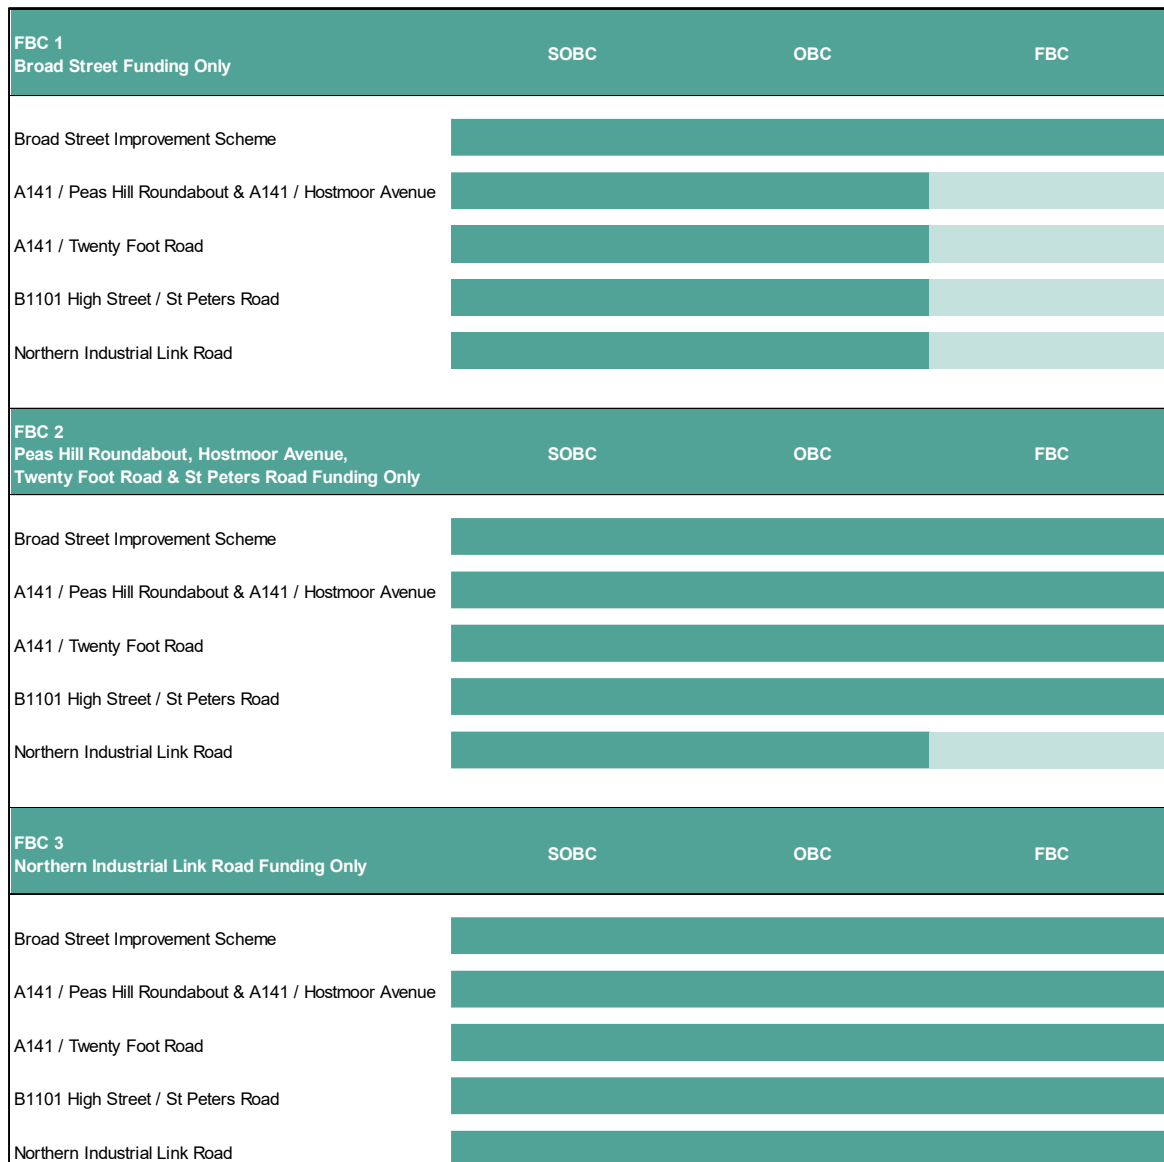 FBC 1
Broad Street Funding Only
SOBC OBC FBC
Broad Street Improvement Scheme
A141 / Peas Hill Roundabout & A141 / Hostmoor Avenue
A141 / Twenty Foot Road
B1101 High Street / St Peters Road
Northern Industrial Link Road
FBC 2
Peas Hill Roundabout, Hostmoor Avenue,
Twenty Foot Road & St Peters Road Funding Only
SOBC OBC FBC
Broad Street Improvement Scheme
A141 / Peas Hill Roundabout & A141 / Hostmoor Avenue
A141 / Twenty Foot Road
B1101 High Street / St Peters Road
Northern Industrial Link Road
FBC 3
Northern Industrial Link Road Funding Only
SOBC OBC FBC
Broad Street Improvement Scheme
A141 / Peas Hill Roundabout & A141 / Hostmoor Avenue
A141 / Twenty Foot Road
B1101 High Street / St Peters Road
Northern Industrial Link Road